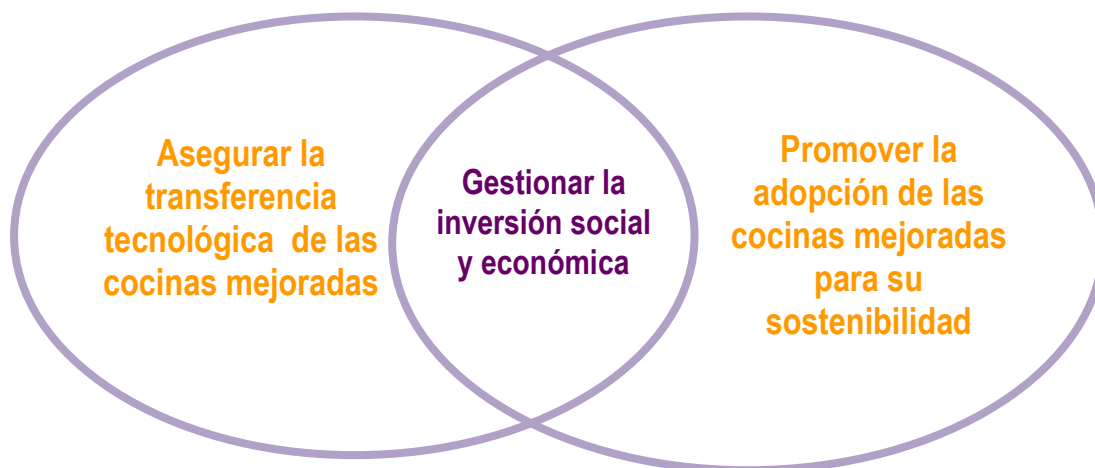 Asegurar la
transferencia
tecnológica de las
cocinas mejoradas
Gestionar la
inversión social
y económica
Promover la
adopción de las
cocinas mejoradas
para su
sostenibilidad